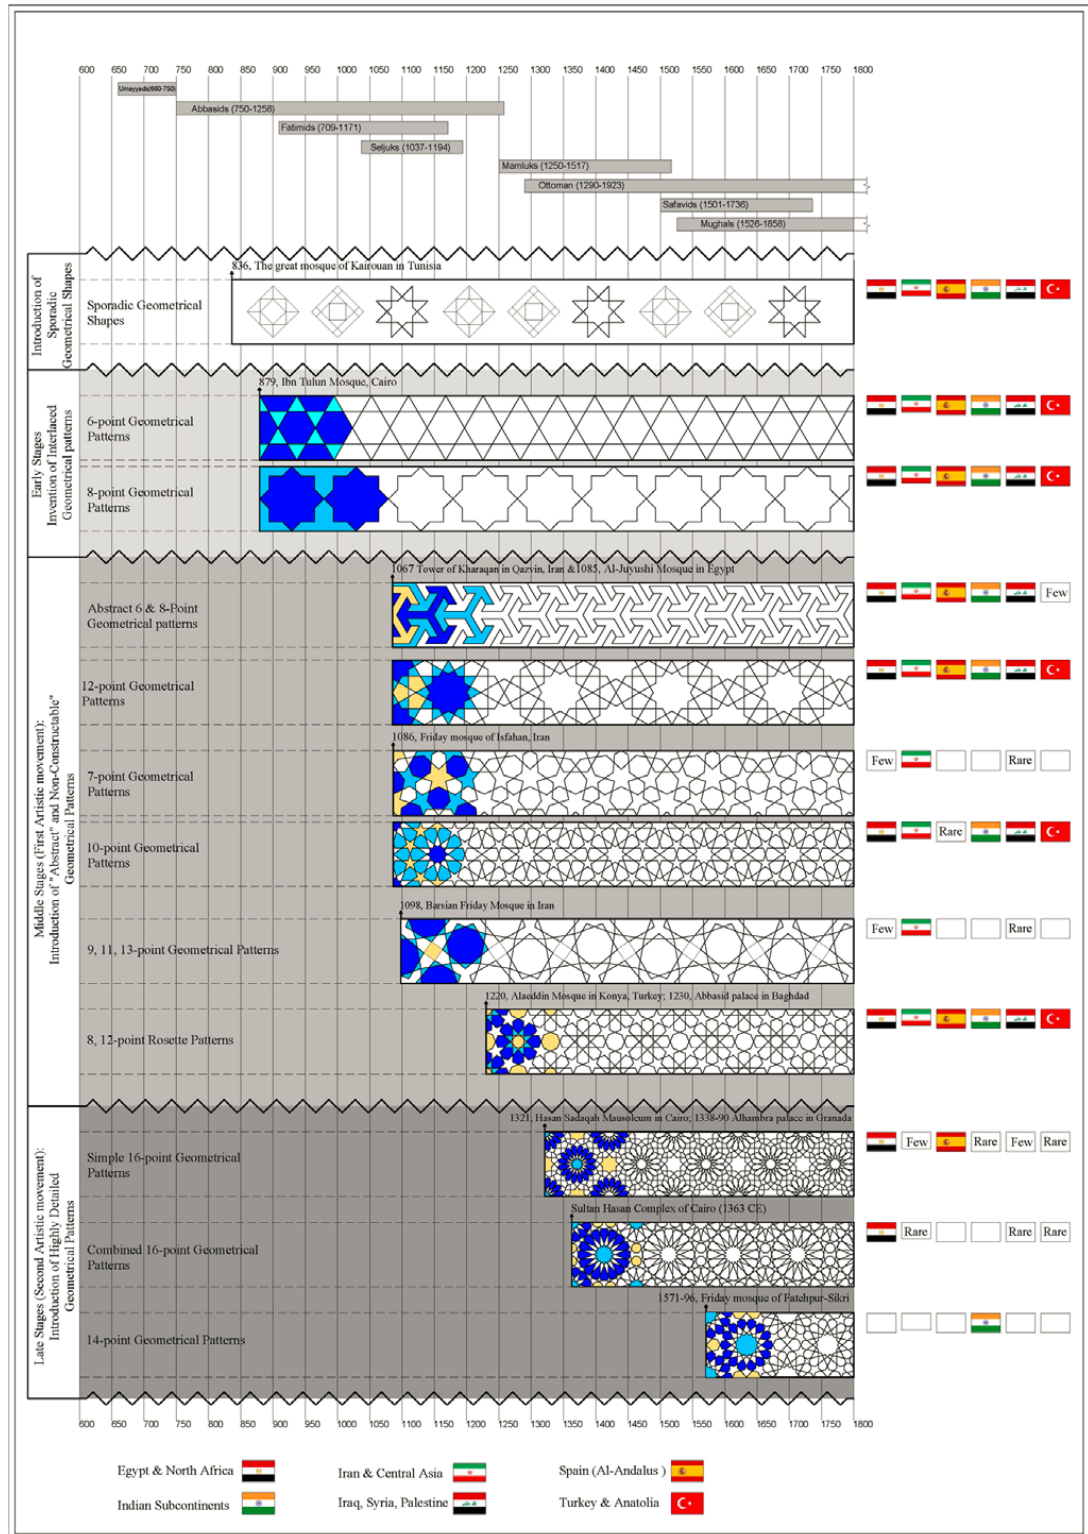 600 650 700 750 800 850 900 950 1000 1050 1100 1150 1200 1250 1300 1350 1400 1450 1500 1550 1600 1650 1700 1750 1800
Umayyads(660-750)
Abbasids (750-1258)
Fatimids (709-1171)
Seljuks (1037-1194)
Mamluks (1250-1517)
Ottoman (1290-1923)
Safavids (1501-1736)
Mughals (1526-1858)
Introduction of
Sporadic
Geometrical Shapes
836, The great mosque of Kairouan in Tunisia
Sporadic Geometrical
Shapes
Early Stages
Invention of Interlaced
Geometrical patterns
879, Ibn Tulun Mosque, Cairo
6-point Geometrical
Patterns
8-point Geometrical
Patterns
Middle Stages (First Artistic movement):
Introduction of "Abstract" and Non-Constructable"
Geometrical Patterns
1067 Tower of Kharaqan in Qazvin, Iran &1085, Al-Juyushi Mosque in Egypt
Abstract 6 & 8-Point
Geometrical patterns
Few
12-point Geometrical
Patterns
1086, Friday mosque of Isfahan, Iran
7-point Geometrical
Patterns
Few
Rare
10-point Geometrical
Patterns
Rare
1098, Barsian Friday Mosque in Iran
9, 11, 13-point Geometrical Patterns
Few
Rare
1220, Alaeddin Mosque in Konya, Turkey; 1230, Abbasid palace in Baghdad
8, 12-point Rosette Patterns
Late Stages (Second Artistic movement):
Introduction of Highly Detailed
Geometrical Patterns
1321, Hasan Sadaqah Mausoleum in Cairo; 1338-90 Alhambra palace in Granada
Simple 16-point Geometrical
Patterns
Few
Rare
Few
Rare
Sultan Hasan Complex of Cairo (1363 CE)
Combined 16-point Geometrical
Patterns
Rare
Rare
Rare
1571-96, Friday mosque of Fatehpur-Sikri
14-point Geometrical Patterns
600 650 700 750 800 850 900 950 1000 1050 1100 1150 1200 1250 1300 1350 1400 1450 1500 1550 1600 1650 1700 1750 1800
Egypt & North Africa
Iran & Central Asia
Spain (Al-Andalus )
Indian Subcontinents
Iraq, Syria, Palestine
Turkey & Anatolia